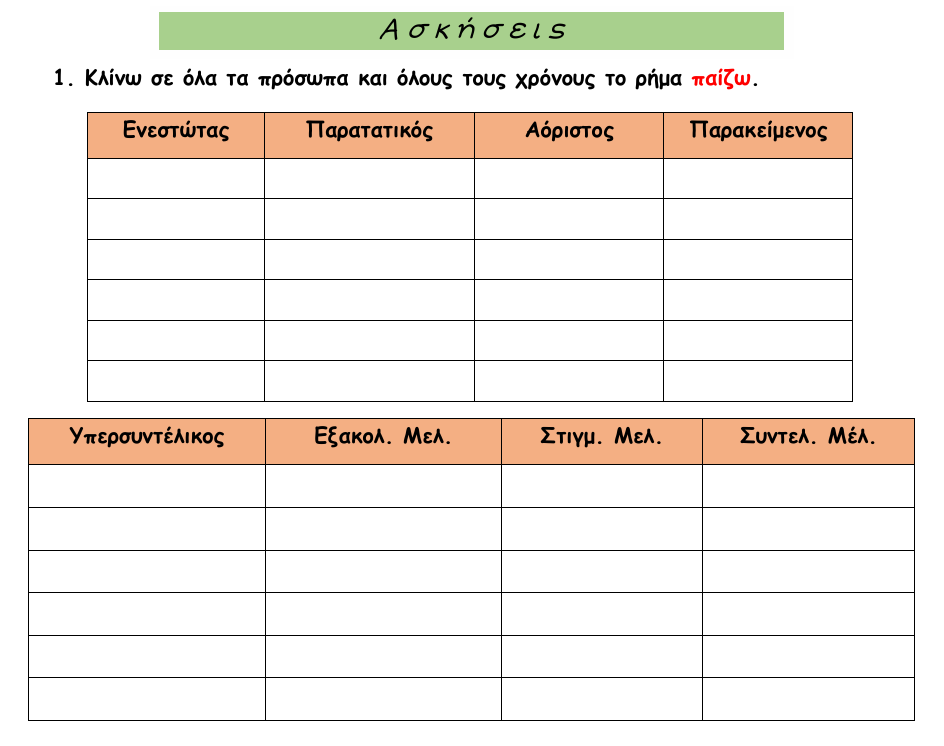 Ασκήσεις
1. Κλίνω σε όλα τα πρόσωπα και όλους τους χρόνους το ρήμα παίζω.
Ενεστώτας Παρατατικός Αόριστος Παρακείμενος
Υπερσυντέλικος Εξακολ. Μελ. Στιγμ. Μελ. Συντελ. Μέλ.